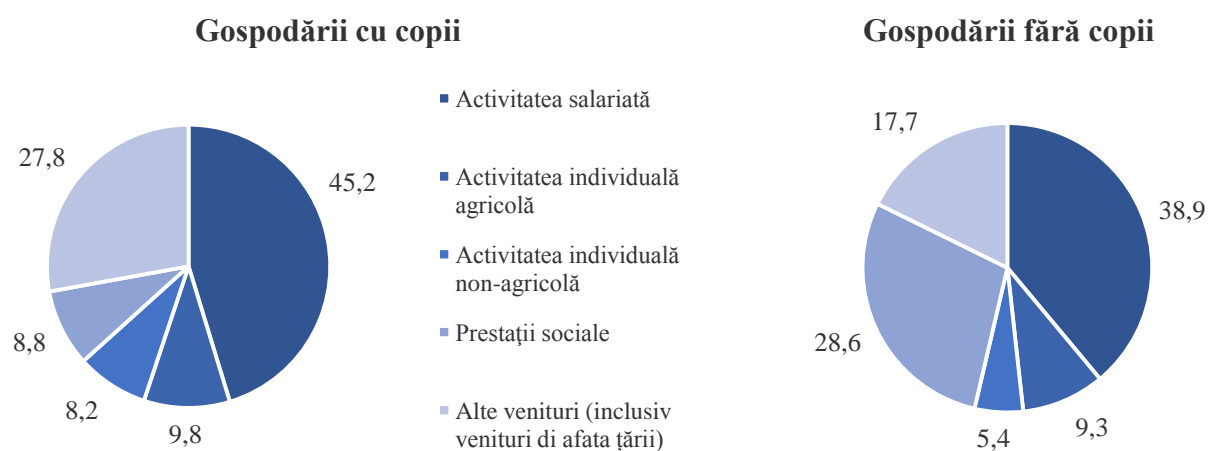 Gospodării cu copii
Gospodării fără copii
27,8
45,2
8,8
8,2
9,8
Activitatea salariată
Activitatea individuală
agricolă
Activitatea individuală
non-agricolă
Prestaţii sociale
Alte venituri (inclusiv
venituri di afata țării)
17,7
38,9
28,6
5,4
9,3